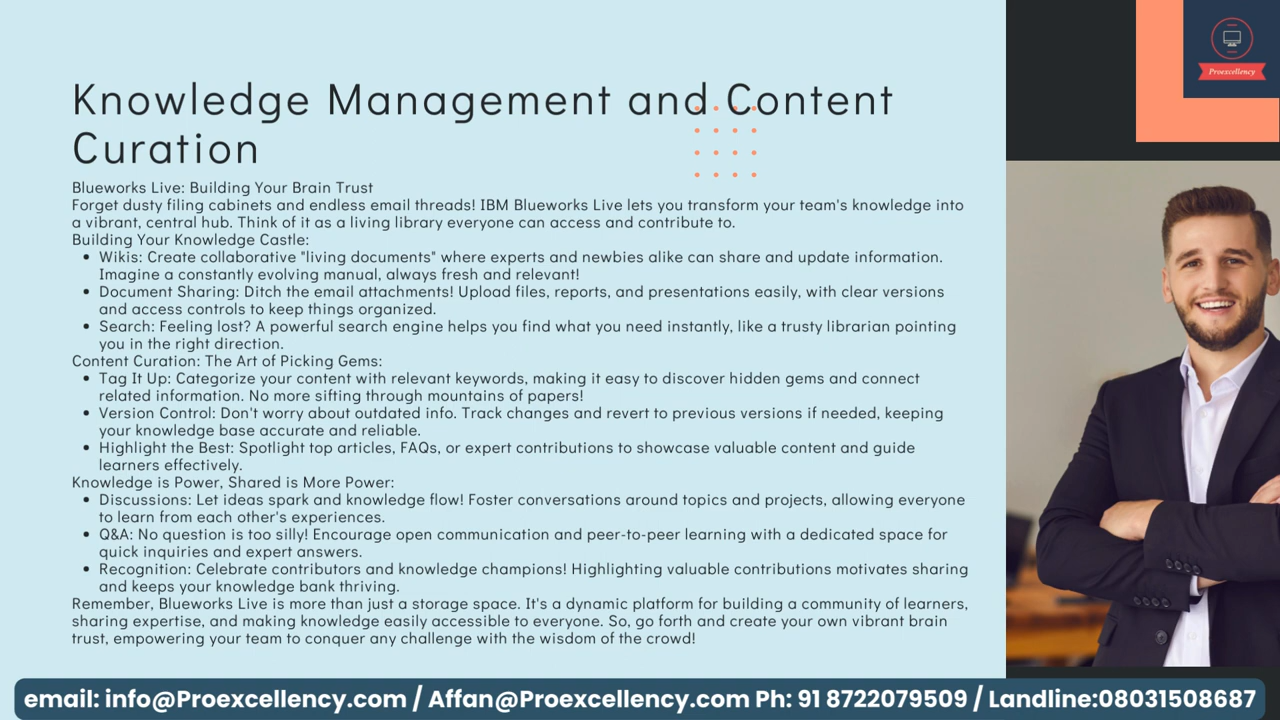 Proexcellency
Knowledge Management and Content
Curation
Blueworks Live: Building Your Brain Trust
Forget dusty filing cabinets and endless email threads! IBM Blueworks Live lets you transform your team's knowledge into
a vibrant, central hub. Think of it as a living library everyone can access and contribute to.
Building Your Knowledge Castle:
• Wikis: Create collaborative "living documents" where experts and newbies alike can share and update information.
Imagine a constantly evolving manual, always fresh and relevant!
• Document Sharing: Ditch the email attachments! Upload files, reports, and presentations easily, with clear versions
and access controls to keep things organized.
• Search: Feeling lost? A powerful search engine helps you find what you need instantly, like a trusty librarian pointing
you in the right direction.
Content Curation: The Art of Picking Gems:
• Tag It Up: Categorize your content with relevant keywords, making it easy to discover hidden gems and connect
related information. No more sifting through mountains of papers!
• Version Control: Don't worry about outdated info. Track changes and revert to previous versions if needed, keeping
your knowledge base accurate and reliable.
• Highlight the Best: Spotlight top articles, FAQs, or expert contributions to showcase valuable content and guide
learners effectively.
Knowledge is Power, Shared is More Power:
• Discussions: Let ideas spark and knowledge flow! Foster conversations around topics and projects, allowing everyone
to learn from each other's experiences.
• Q&A: No question is too silly! Encourage open communication and peer-to-peer learning with a dedicated space for
quick inquiries and expert answers.
• Recognition: Celebrate contributors and knowledge champions! Highlighting valuable contributions motivates sharing
and keeps your knowledge bank thriving.
Remember, Blueworks Live is more than just a storage space. It's a dynamic platform for building a community of learners,
sharing expertise, and making knowledge easily accessible to everyone. So, go forth and create your own vibrant brain
trust, empowering your team to conquer any challenge with the wisdom of the crowd!
email: info@Proexcellency.com / Affan@Proexcellency.com Ph: 91 8722079509 / Landline:08031508687